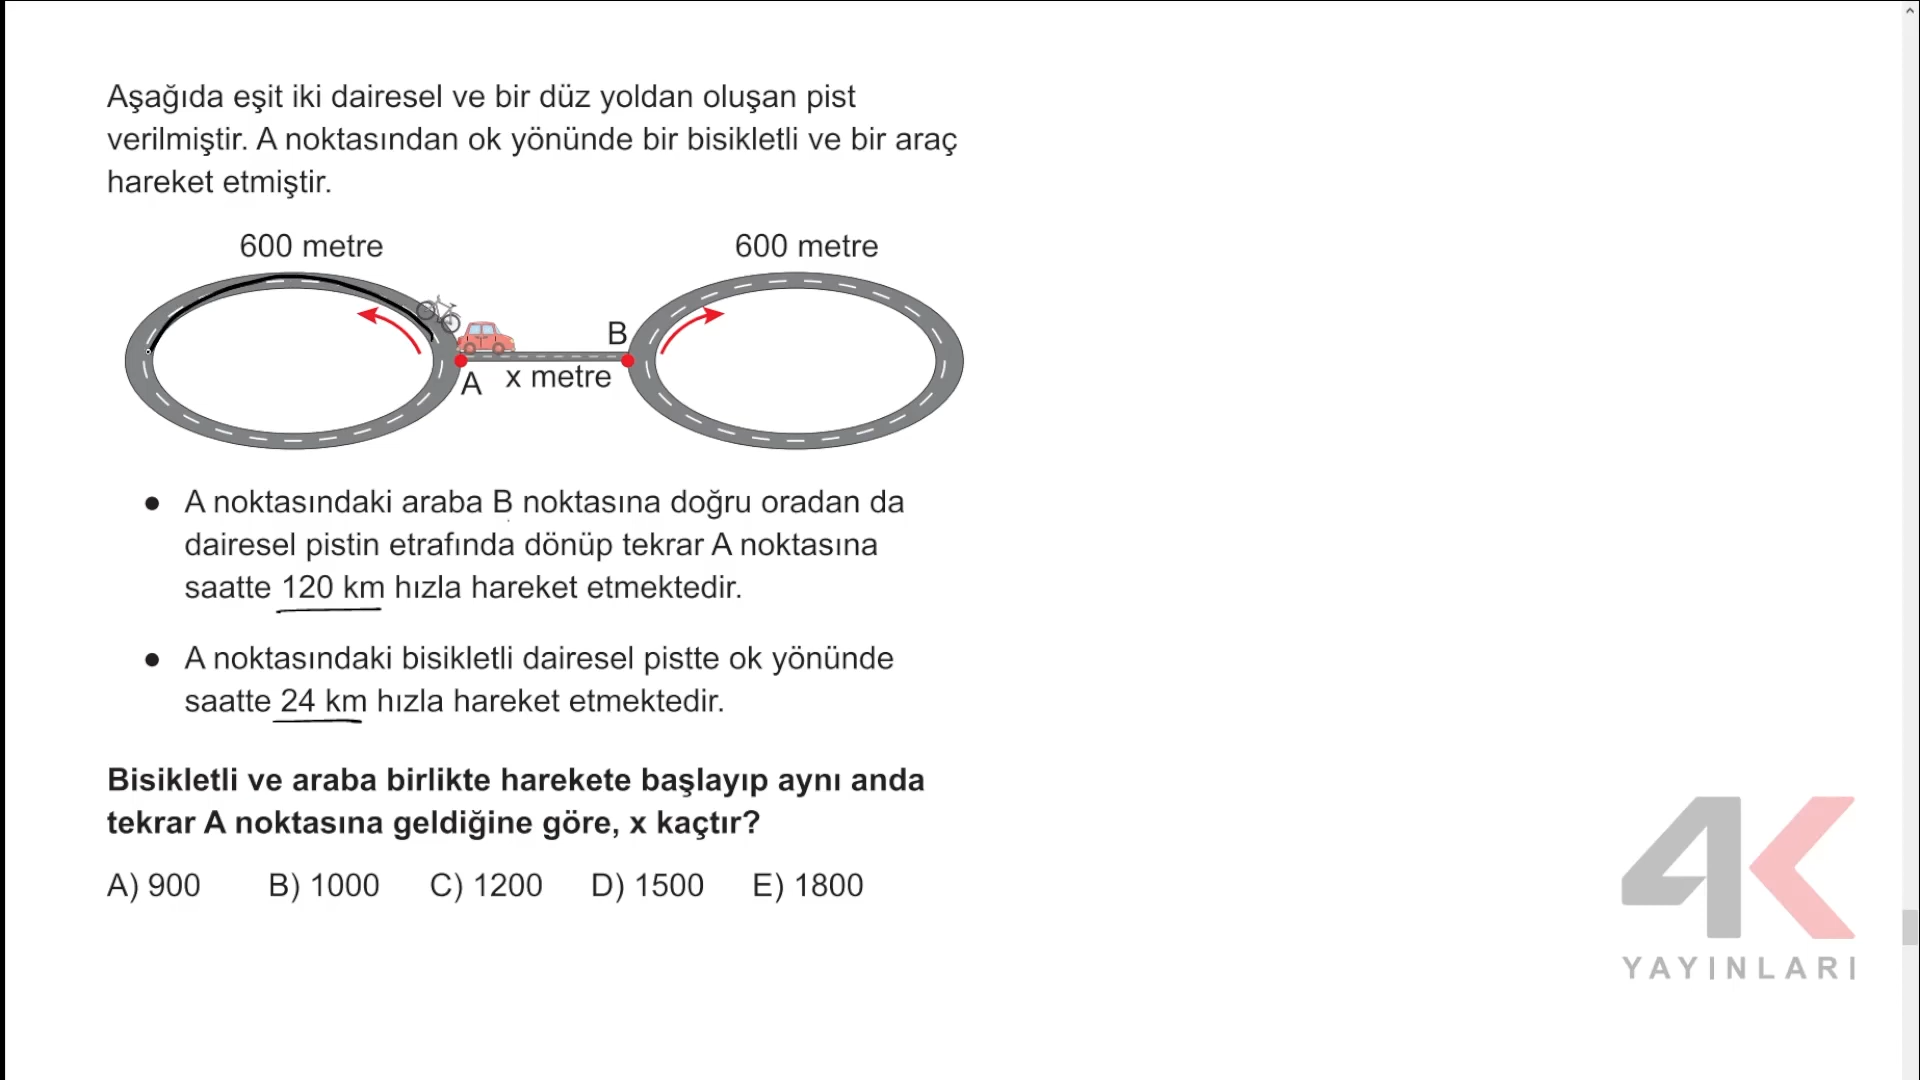 Aşağıda eşit iki dairesel ve bir düz yoldan oluşan pist
verilmiştir. A noktasından ok yönünde bir bisikletli ve bir araç
hareket etmiştir.
600 metre
600 metre
B
A
x metre
● A noktasındaki araba B noktasına doğru oradan da
dairesel pistin etrafında dönüp tekrar A noktasına
saatte 120 km hızla hareket etmektedir.
● A noktasındaki bisikletli dairesel pistte ok yönünde
saatte 24 km hızla hareket etmektedir.
Bisikletli ve araba birlikte harekete başlayıp aynı anda
tekrar A noktasına geldiğine göre, x kaçtır?
A) 900 B) 1000 C) 1200 D) 1500 E) 1800
4K
YAYINLARI